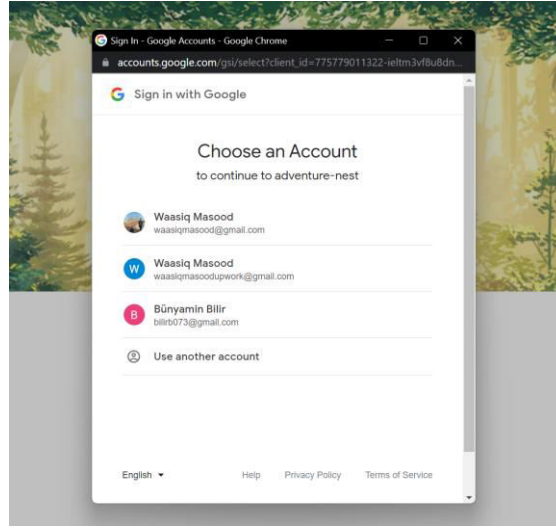 Sign In - Google Accounts - Google Chrome
accounts.google.com/gsi/select?client_id=775779011322-ieltm3vf8u8dn...
Sign in with Google
Choose an Account
to continue to adventure-nest
Waasiq Masood
waasiqmasood@gmail.com
W
Waasiq Masood
waasiqmasoodupwork@gmail.com
B
Bünyamin Bilir
bilirb073@gmail.com
Use another account
English Help Privacy Policy Terms of Service